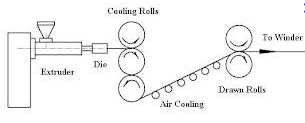 Cooling Rolls
To Winder
Extruder
Die
Air Cooling
Drawn Rolls